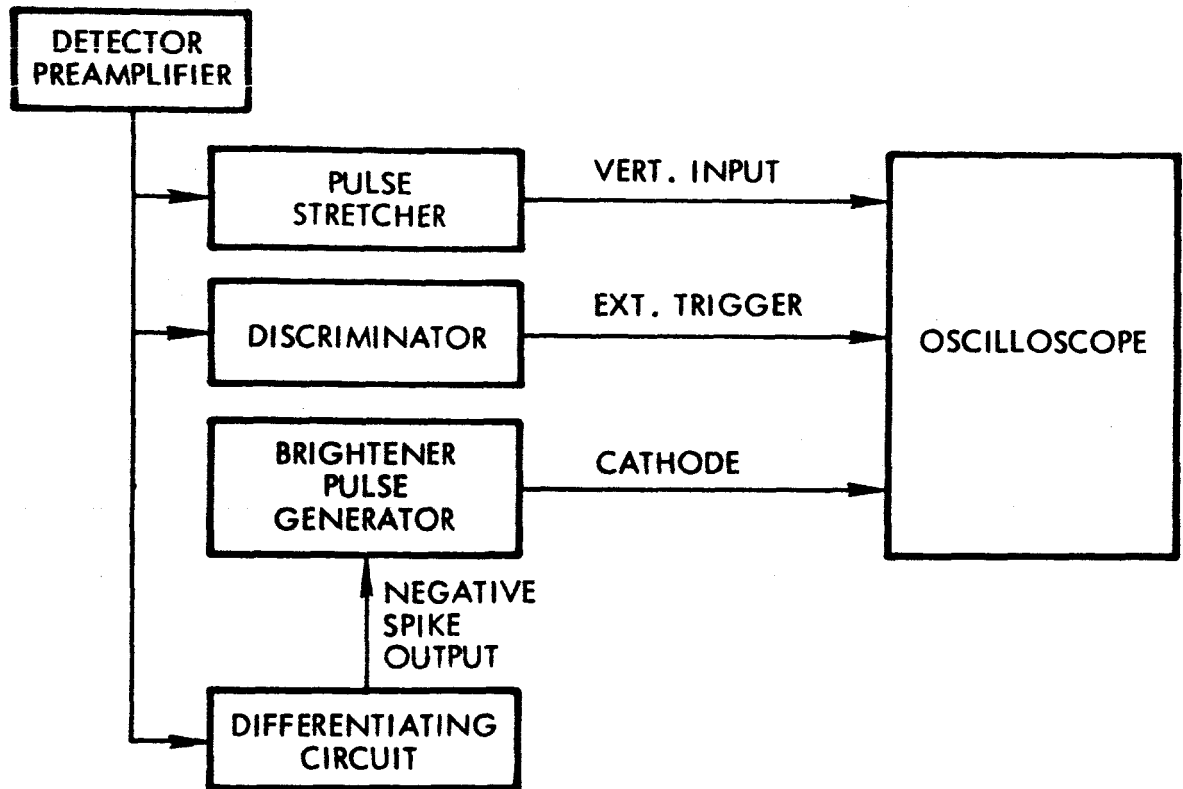 DETECTOR
PREAMPLIFIER
PULSE
STRETCHER
VERT. INPUT
DISCRIMINATOR
EXT. TRIGGER
OSCILLOSCOPE
BRIGHTENER
PULSE
GENERATOR
CATHODE
NEGATIVE
SPIKE
OUTPUT
DIFFERENTIATING
CIRCUIT